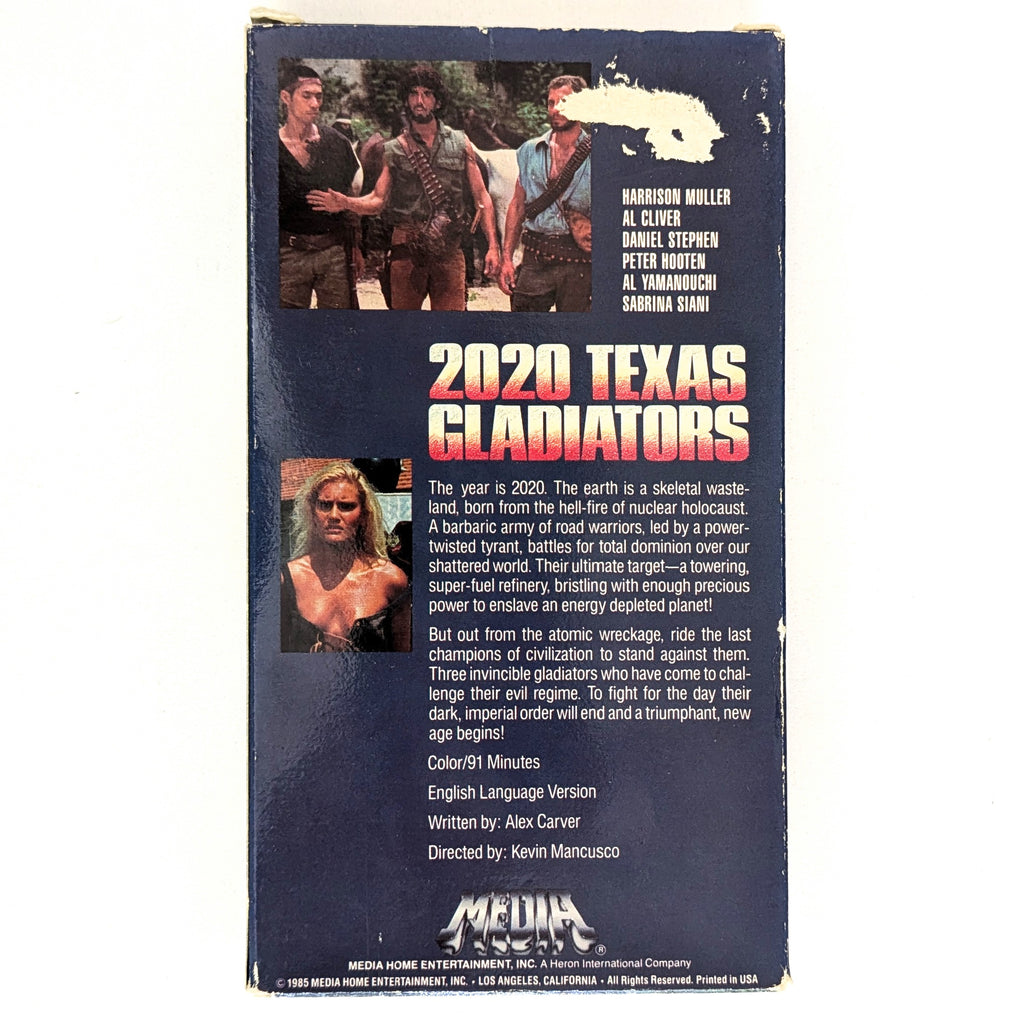 HARRISON MULLER
AL CLIVER
DANIEL STEPHEN
PETER HOOTEN
AL YAMANOUCHI
SABRINA SIANI
2020 TEXAS
GLADIATORS
The year is 2020. The earth is a skeletal waste-
land, born from the hell-fire of nuclear holocaust.
A barbaric army of road warriors, led by a power-
twisted tyrant, battles for total dominion over our
shattered world. Their ultimate target—a towering,
super-fuel refinery, bristling with enough precious
power to enslave an energy depleted planet!
But out from the atomic wreckage, ride the last
champions of civilization to stand against them.
Three invincible gladiators who have come to chal-
lenge their evil regime. To fight for the day their
dark, imperial order will end and a triumphant, new
age begins!
Color/91 Minutes
English Language Version
Written by: Alex Carver
Directed by: Kevin Mancusco
MEDIA®
MEDIA HOME ENTERTAINMENT, INC. A Heron International Company
© 1985 MEDIA HOME ENTERTAINMENT, INC. • LOS ANGELES, CALIFORNIA • All Rights Reserved. Printed in USA